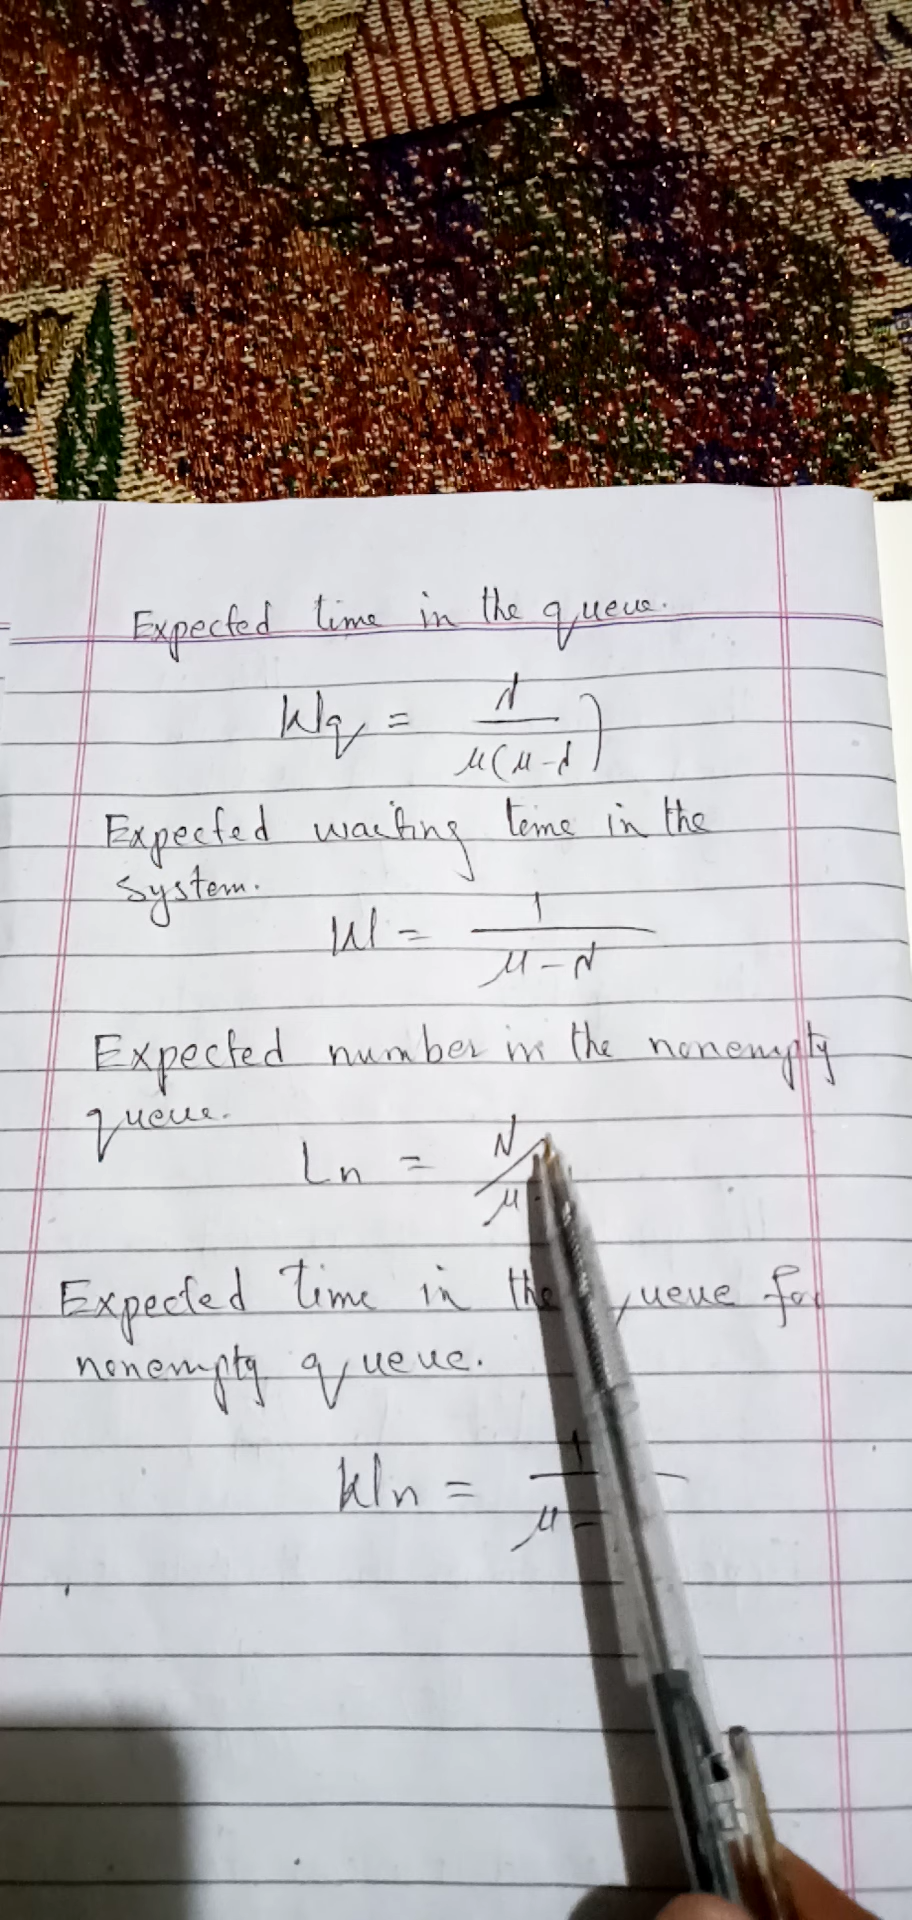 Expected time in the queue.
Wq = λ / μ(μ-λ)
Expected waiting time in the
system.
W = 1 / μ-λ
Expected number in the nonempty
queue.
Ln = λ / μ
Expected time in the ueue for
nonempty queue.
Wn = 1 / μ-